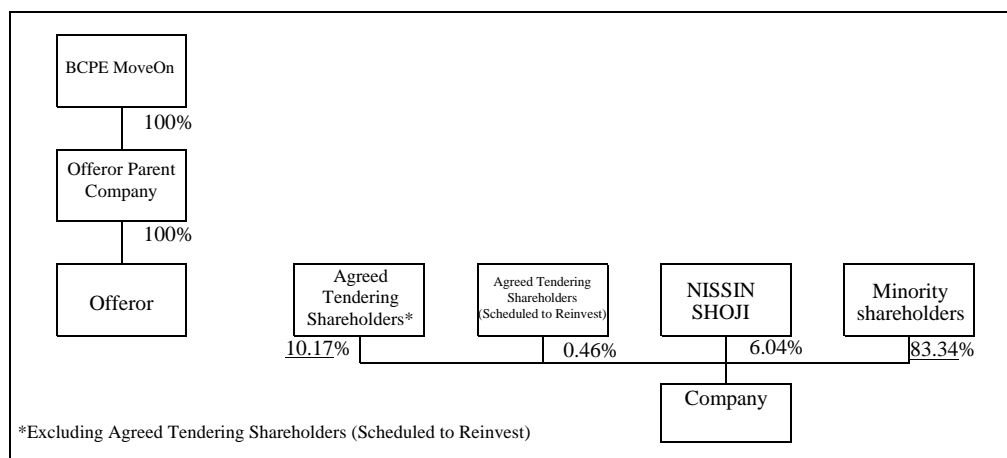 BCPE MoveOn
100%
Offeror Parent
Company
100%
Offeror
Agreed
Tendering
Shareholders*
10.17%
Agreed Tendering
Shareholders
(Scheduled to Reinvest)
0.46%
NISSIN
SHOJI
6.04%
Minority
shareholders
83.34%
Company
*Excluding Agreed Tendering Shareholders (Scheduled to Reinvest)